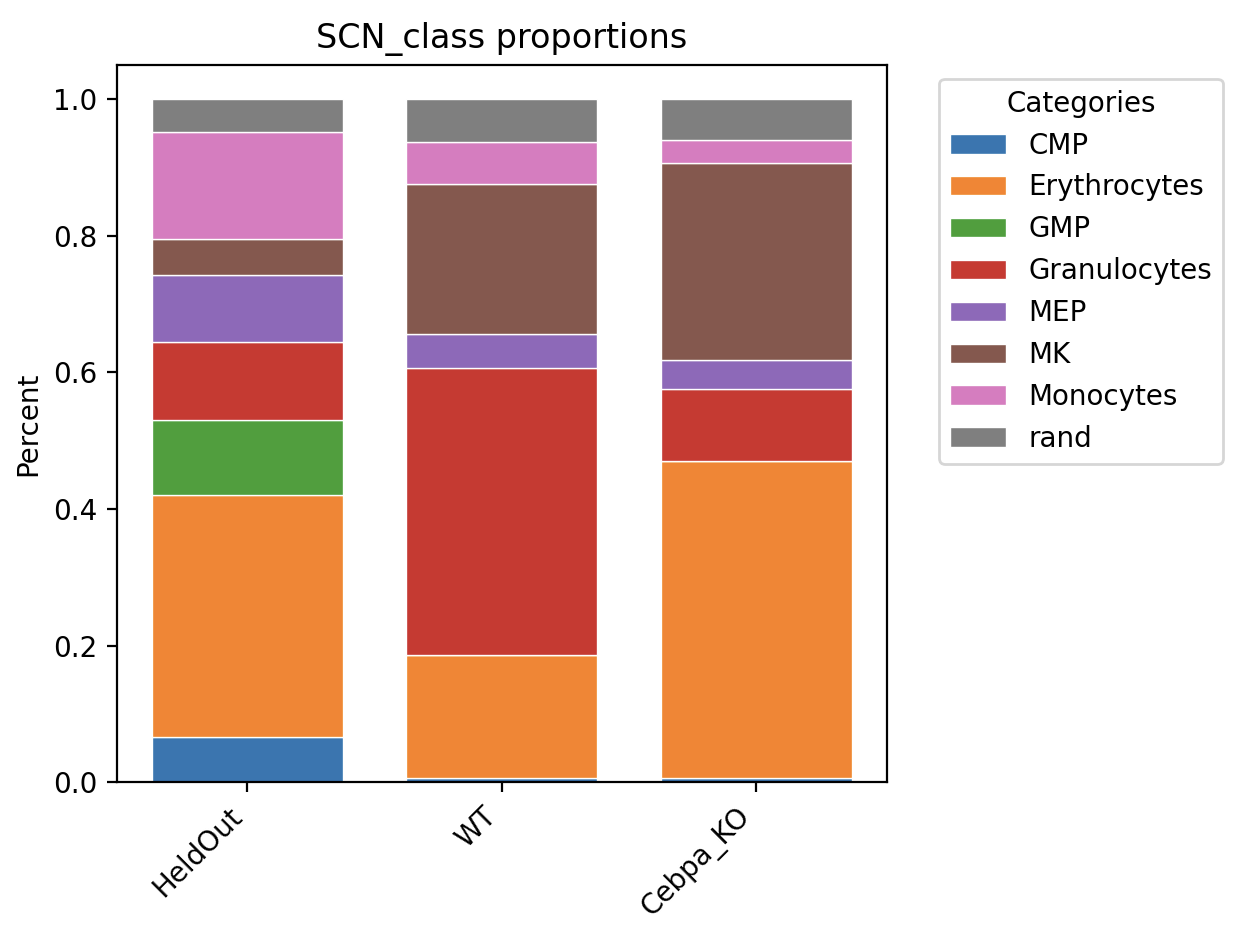 SCN_class proportions
Percent
1.0
0.8
0.6
0.4
0.2
0.0
HeldOut
WT
Cebpa_KO
Categories
CMP
Erythrocytes
GMP
Granulocytes
MEP
MK
Monocytes
rand